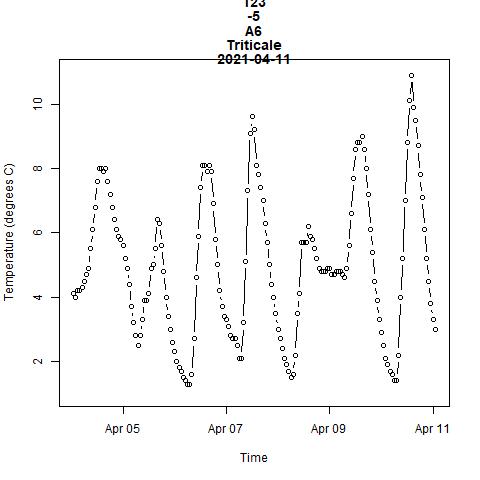 123
-5
A6
Triticale
2021-04-11
Temperature (degrees C)
10
8
6
4
2
Apr 05
Apr 07
Apr 09
Apr 11
Time